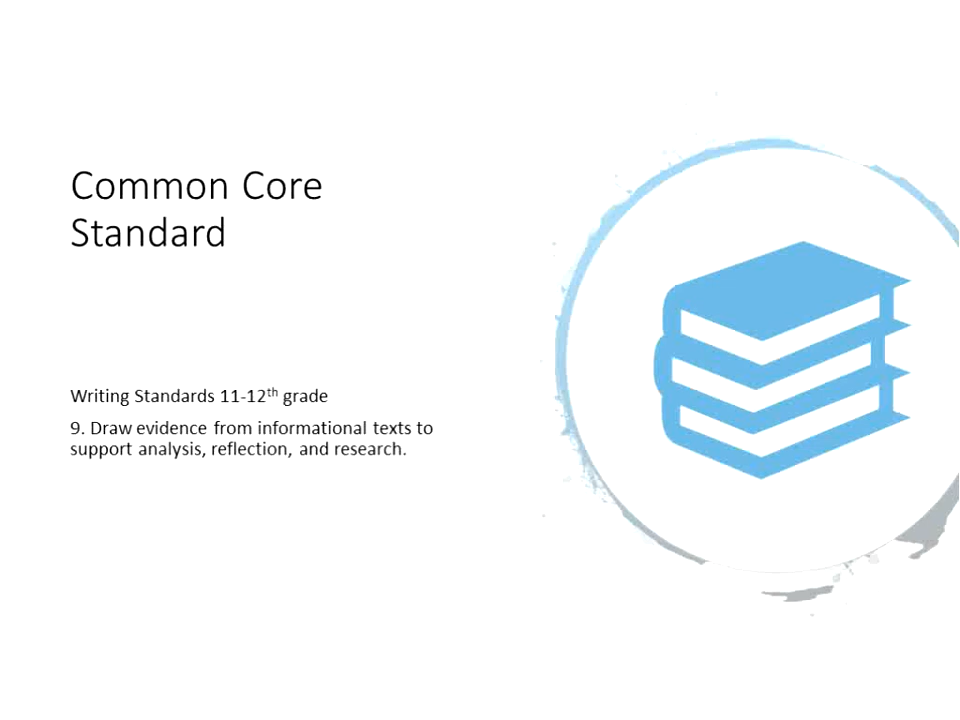 Common Core
Standard
Writing Standards 11-12th grade
9. Draw evidence from informational texts to
support analysis, reflection, and research.